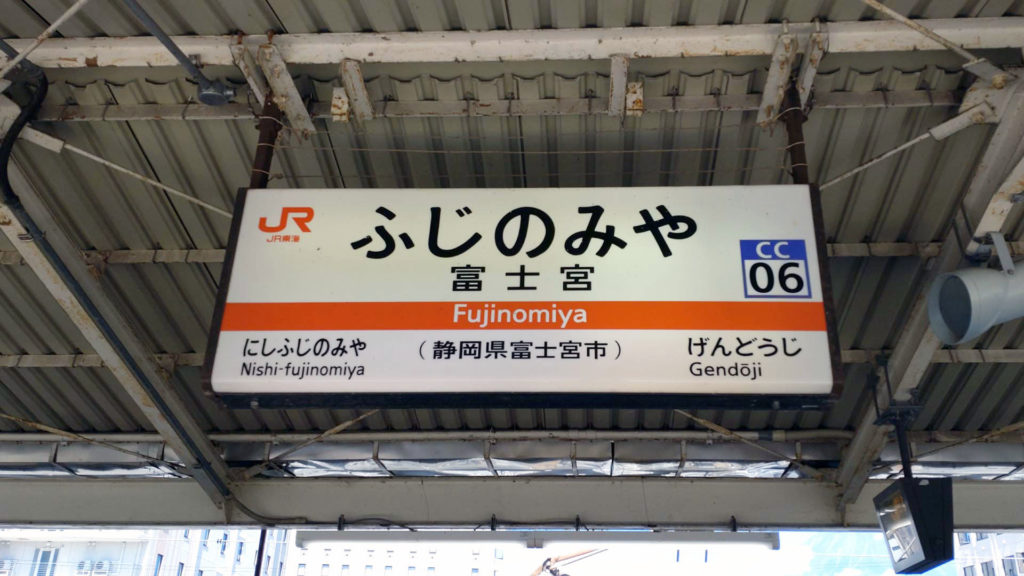 JR
JR東海
ふじのみや
富士宮
CC
06
Fujinomiya
にしふじのみや
Nishi-fujinomiya
(静岡県富士宮市)
げんどうじ
Gendōji